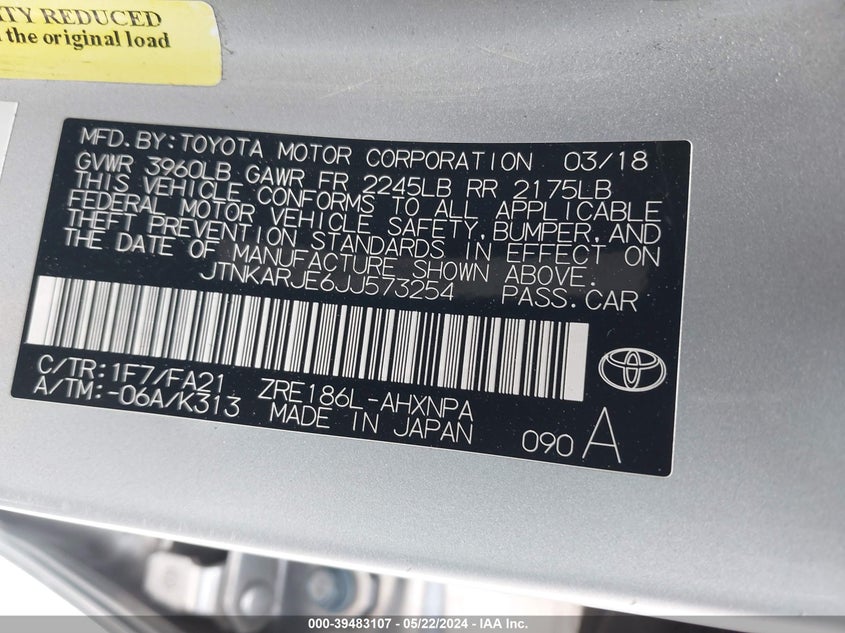 ITY REDUCED
the original load
MFD. BY: TOYOTA MOTOR CORPORATION 03/18
GVWR 3960LB GAWR FR 2245LB RR 2175LB
THIS VEHICLE CONFORMS TO ALL APPLICABLE
FEDERAL MOTOR VEHICLE SAFETY, BUMPER, AND
THEFT PREVENTION STANDARDS IN EFFECT ON
THE DATE OF MANUFACTURE SHOWN ABOVE.
JTNKARJE6JJ573254 PASS. CAR
C/TR: 1F7/FA21 ZRE186L-AHXNPA
A/TM: -06A/K313 MADE IN JAPAN 090 A
000-39483107 - 05/22/2024 - IAA Inc.